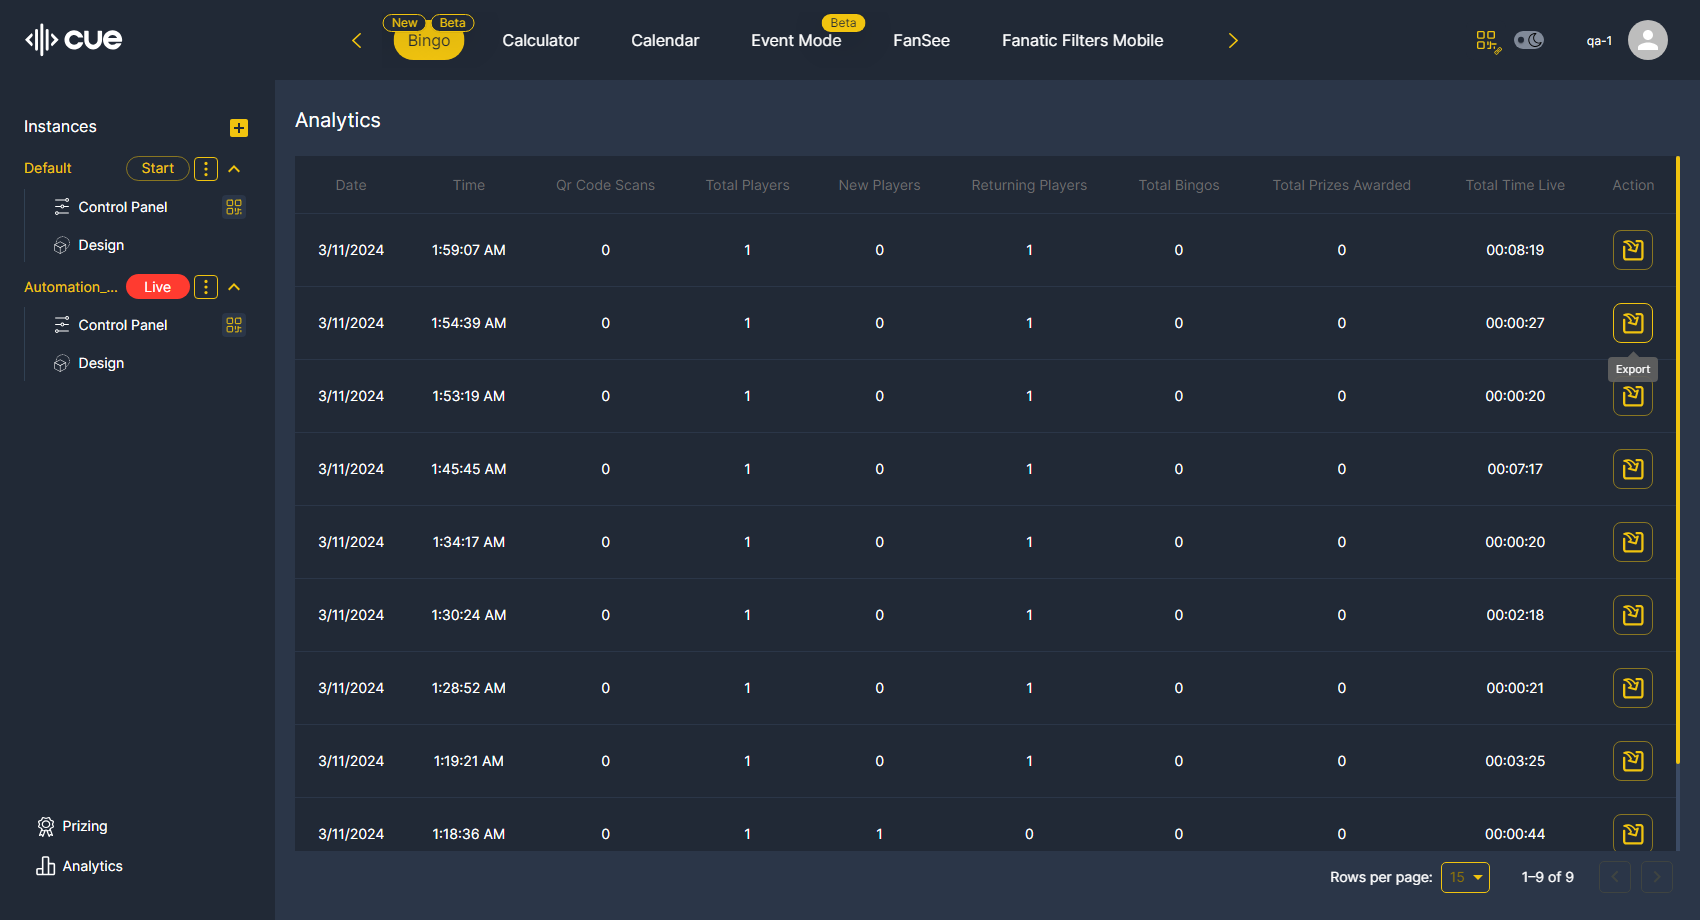 cue
New Beta
Bingo
Calculator
Calendar
Beta
Event Mode
FanSee
Fanatic Filters Mobile
qa-1
Instances
Default Start
Control Panel
Design
Automation_... Live
Control Panel
Design
Prizing
Analytics
Analytics
Date Time Qr Code Scans Total Players New Players Returning Players Total Bingos Total Prizes Awarded Total Time Live Action
3/11/2024 1:59:07 AM 0 1 0 1 0 0 00:08:19
3/11/2024 1:54:39 AM 0 1 0 1 0 0 00:00:27
Export
3/11/2024 1:53:19 AM 0 1 0 1 0 0 00:00:20
3/11/2024 1:45:45 AM 0 1 0 1 0 0 00:07:17
3/11/2024 1:34:17 AM 0 1 0 1 0 0 00:00:20
3/11/2024 1:30:24 AM 0 1 0 1 0 0 00:02:18
3/11/2024 1:28:52 AM 0 1 0 1 0 0 00:00:21
3/11/2024 1:19:21 AM 0 1 0 1 0 0 00:03:25
3/11/2024 1:18:36 AM 0 1 1 0 0 0 00:00:44
Rows per page: 15 1–9 of 9